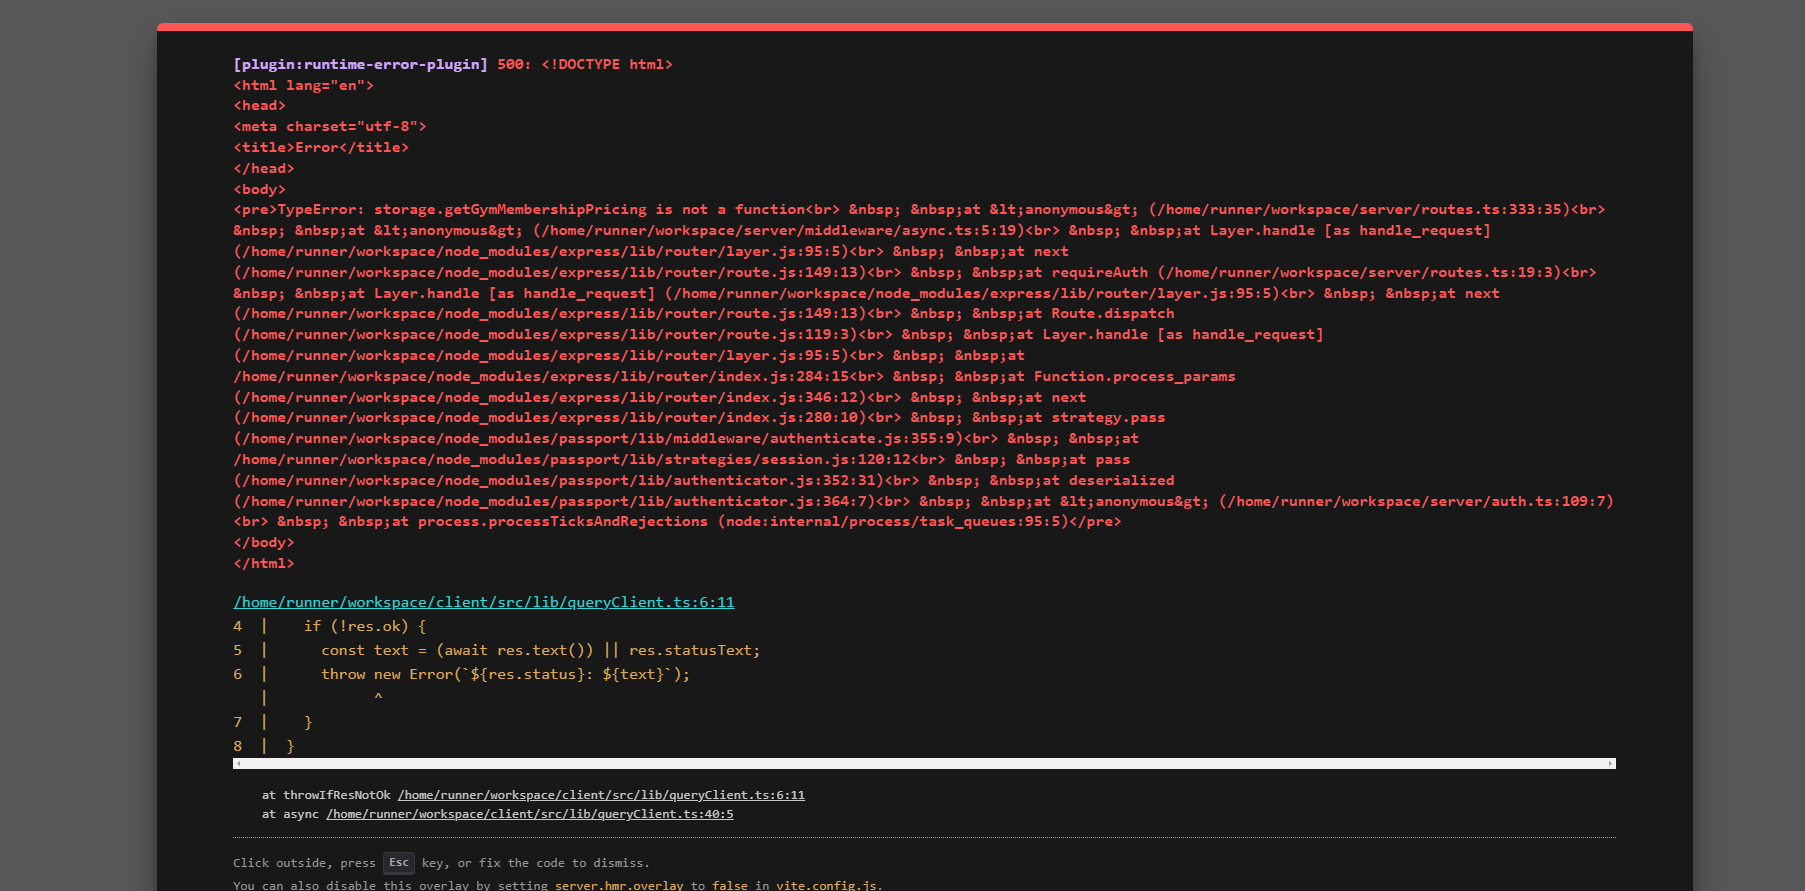 [plugin:runtime-error-plugin] 500: <!DOCTYPE html>
<html lang="en">
<head>
<meta charset="utf-8">
<title>Error</title>
</head>
<body>
<pre>TypeError: storage.getGymMembershipPricing is not a function<br> &nbsp; &nbsp;at &lt;anonymous&gt; (/home/runner/workspace/server/routes.ts:333:35)<br>
&nbsp; &nbsp;at &lt;anonymous&gt; (/home/runner/workspace/server/middleware/async.ts:5:19)<br> &nbsp; &nbsp;at Layer.handle [as handle_request]
(/home/runner/workspace/node_modules/express/lib/router/layer.js:95:5)<br> &nbsp; &nbsp;at next
(/home/runner/workspace/node_modules/express/lib/router/route.js:149:13)<br> &nbsp; &nbsp;at requireAuth (/home/runner/workspace/server/routes.ts:19:3)<br>
&nbsp; &nbsp;at Layer.handle [as handle_request] (/home/runner/workspace/node_modules/express/lib/router/layer.js:95:5)<br> &nbsp; &nbsp;at next
(/home/runner/workspace/node_modules/express/lib/router/route.js:149:13)<br> &nbsp; &nbsp;at Route.dispatch
(/home/runner/workspace/node_modules/express/lib/router/route.js:119:3)<br> &nbsp; &nbsp;at Layer.handle [as handle_request]
(/home/runner/workspace/node_modules/express/lib/router/layer.js:95:5)<br> &nbsp; &nbsp;at
/home/runner/workspace/node_modules/express/lib/router/index.js:284:15<br> &nbsp; &nbsp;at Function.process_params
(/home/runner/workspace/node_modules/express/lib/router/index.js:346:12)<br> &nbsp; &nbsp;at next
(/home/runner/workspace/node_modules/express/lib/router/index.js:280:10)<br> &nbsp; &nbsp;at strategy.pass
(/home/runner/workspace/node_modules/passport/lib/middleware/authenticate.js:355:9)<br> &nbsp; &nbsp;at
/home/runner/workspace/node_modules/passport/lib/strategies/session.js:120:12<br> &nbsp; &nbsp;at pass
(/home/runner/workspace/node_modules/passport/lib/authenticator.js:352:31)<br> &nbsp; &nbsp;at deserialized
(/home/runner/workspace/node_modules/passport/lib/authenticator.js:364:7)<br> &nbsp; &nbsp;at &lt;anonymous&gt; (/home/runner/workspace/server/auth.ts:109:7)
<br> &nbsp; &nbsp;at process.processTicksAndRejections (node:internal/process/task_queues:95:5)</pre>
</body>
</html>
/home/runner/workspace/client/src/lib/queryClient.ts:6:11
4  |    if (!res.ok) {
5  |      const text = (await res.text()) || res.statusText;
6  |      throw new Error(`${res.status}: ${text}`);
   |            ^
7  |    }
8  |  }
at throwIfResNotOk /home/runner/workspace/client/src/lib/queryClient.ts:6:11
at async /home/runner/workspace/client/src/lib/queryClient.ts:40:5
Click outside, press Esc key, or fix the code to dismiss.
You can also disable this overlay by setting server.hmr.overlay to false in vite.config.js.